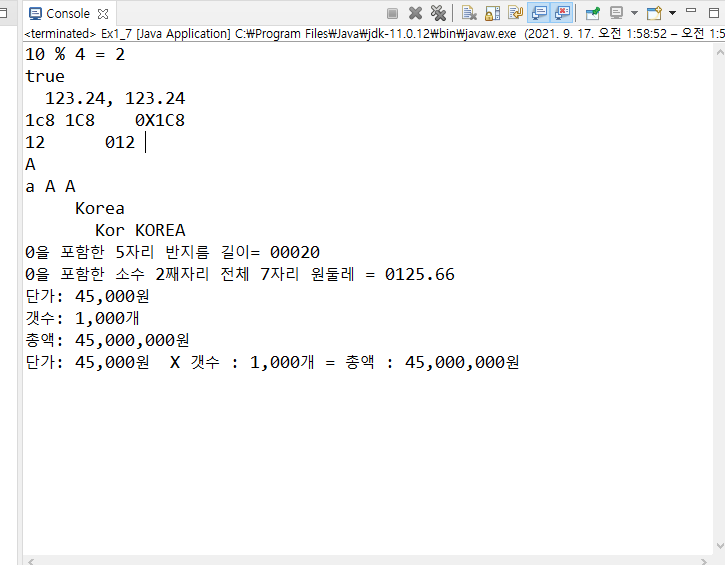 Console
<terminated> Ex1_7 [Java Application] C:₩Program Files₩Java₩jdk-11.0.12₩bin₩javaw.exe (2021. 9. 17. 오전 1:58:52 – 오전 1:5
10 % 4 = 2
true
  123.24, 123.24
1c8 1C8    0X1C8
12      012
A
a A A
     Korea
       Kor KOREA
0을 포함한 5자리 반지름 길이= 00020
0을 포함한 소수 2째자리 전체 7자리 원둘레 = 0125.66
단가: 45,000원
갯수: 1,000개
총액: 45,000,000원
단가: 45,000원  X 갯수 : 1,000개 = 총액 : 45,000,000원